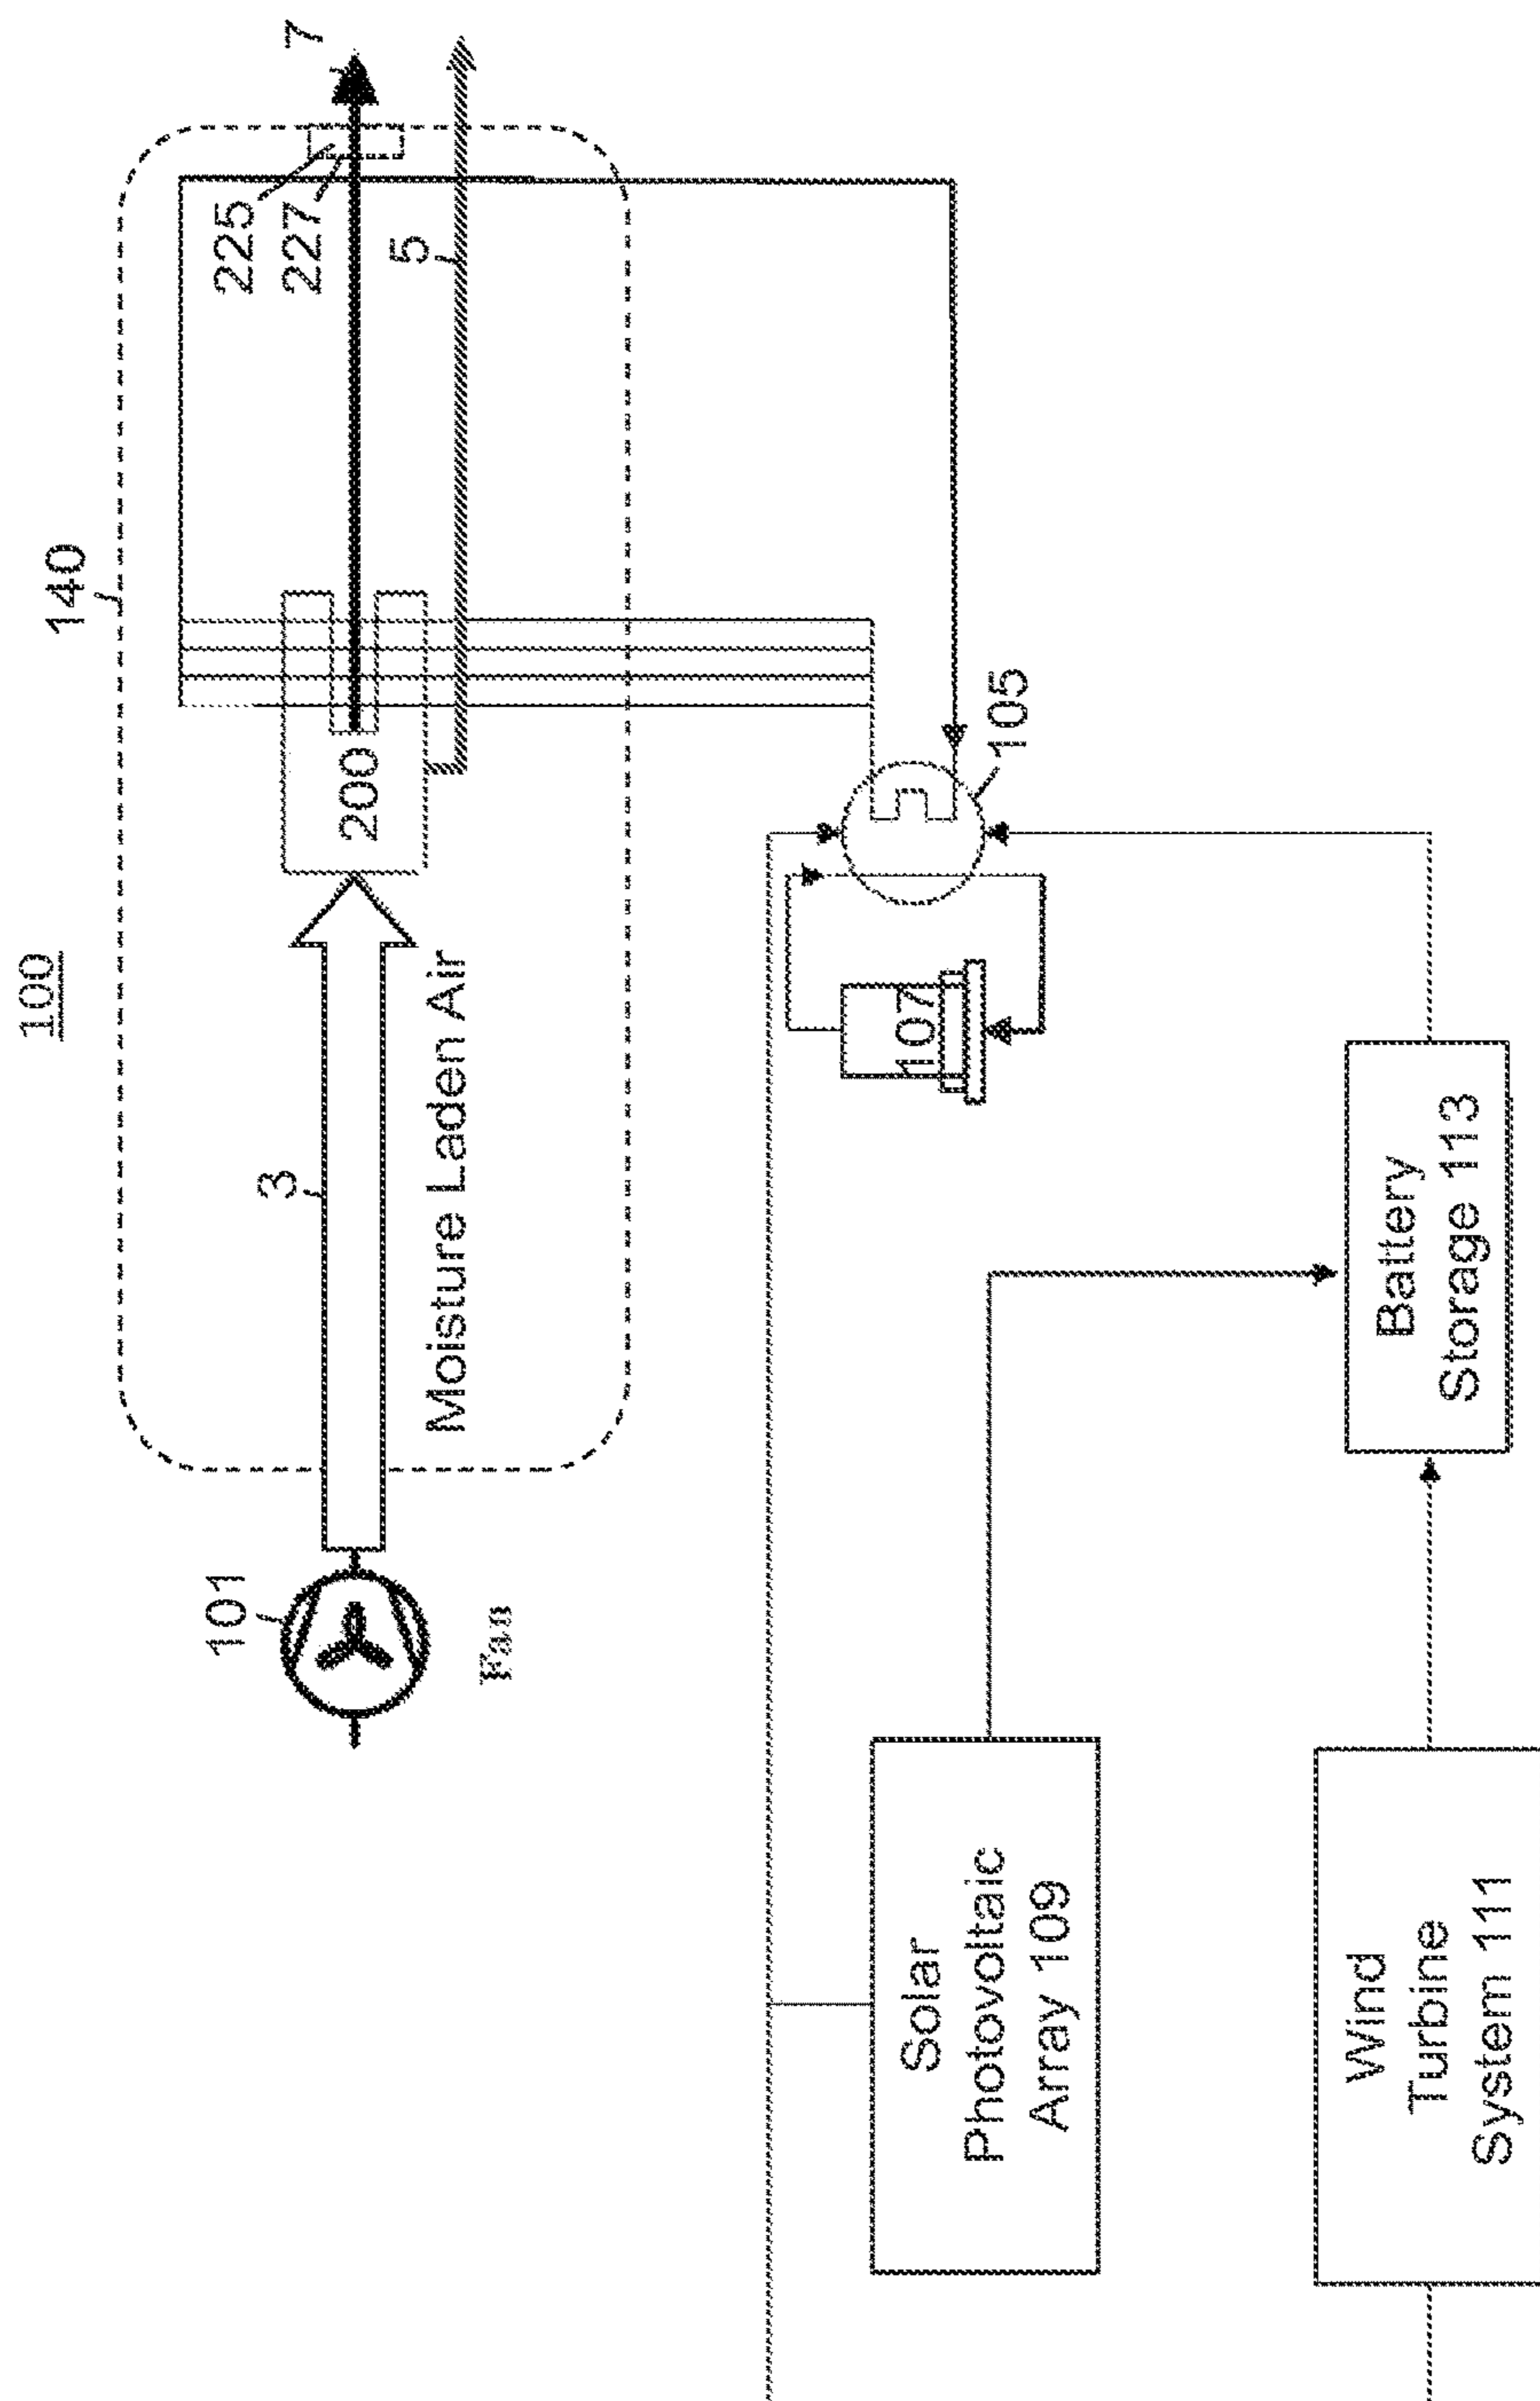 100
140
7
225
227
5
200
3
Moisture Laden Air
101
Fan
105
107
Solar
Photovoltaic
Array 109
Battery
Storage 113
Wind
Turbine
System 111